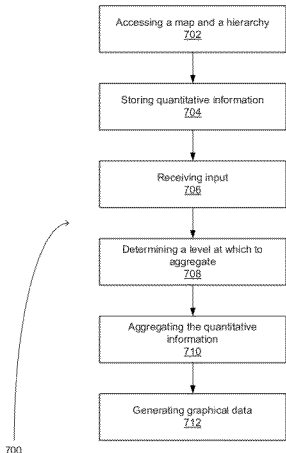 Accessing a map and a hierarchy
702
Storing quantitative information
704
Receiving input
706
Determining a level at which to
aggregate
708
Aggregating the quantitative
information
710
Generating graphical data
712
700